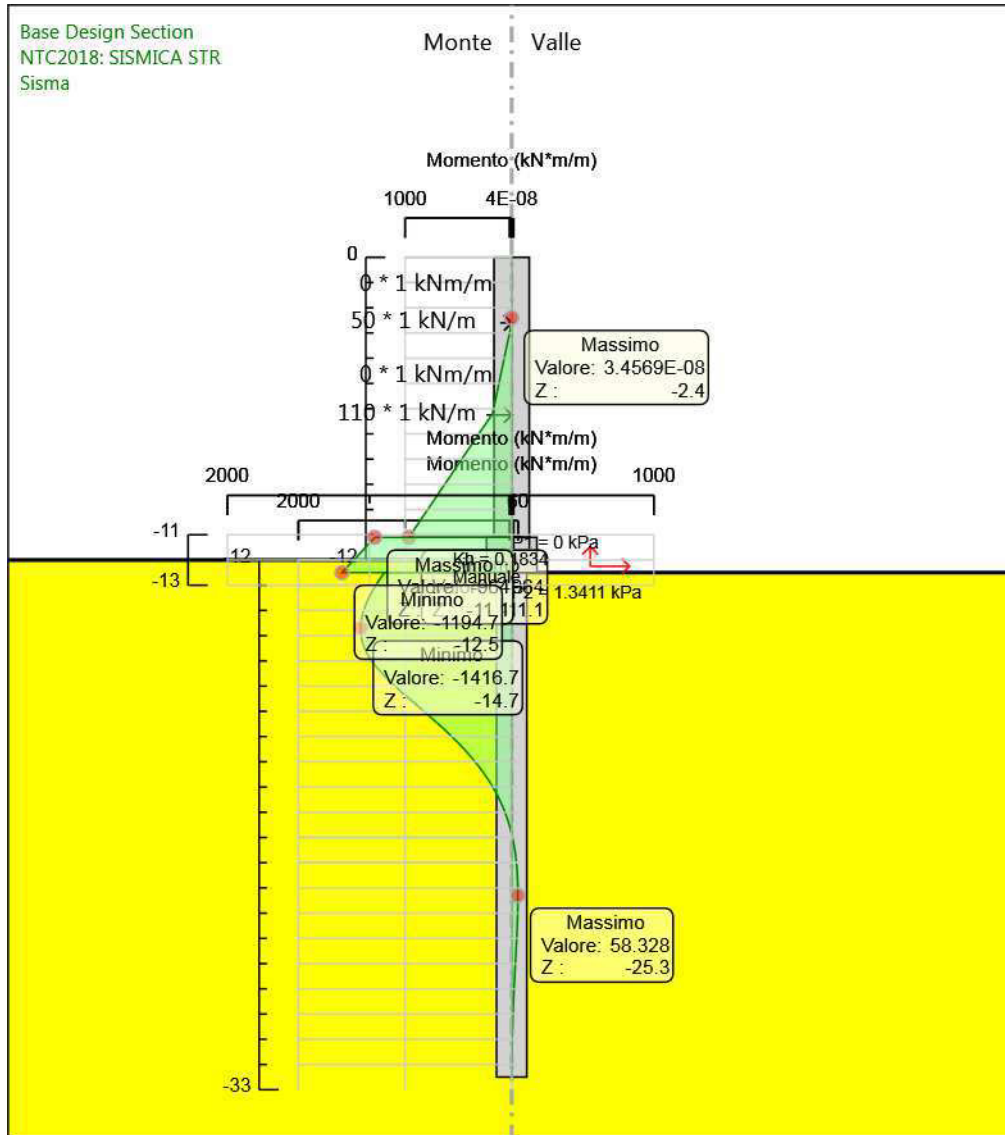 Base Design Section
NTC2018: SISMICA STR
Sisma
Monte Valle
Momento (kN*m/m)
1000 4E-08
0
0 * 1 kNm/m
50 * 1 kN/m
Massimo
Valore: 3.4569E-08
Z : -2.4
0 * 1 kNm/m
110 * 1 kN/m
Momento (kN*m/m)
Momento (kN*m/m)
2000 1000
2000
-11
= 0 kPa
12 -12
Kh = 0.1834
-13
Massimo
Manuale
= 1.3411 kPa
Minimo
Valore: -1194.7
Z : -12.5
Minimo
Valore: -1416.7
Z : -14.7
Massimo
Valore: 58.328
Z : -25.3
-33